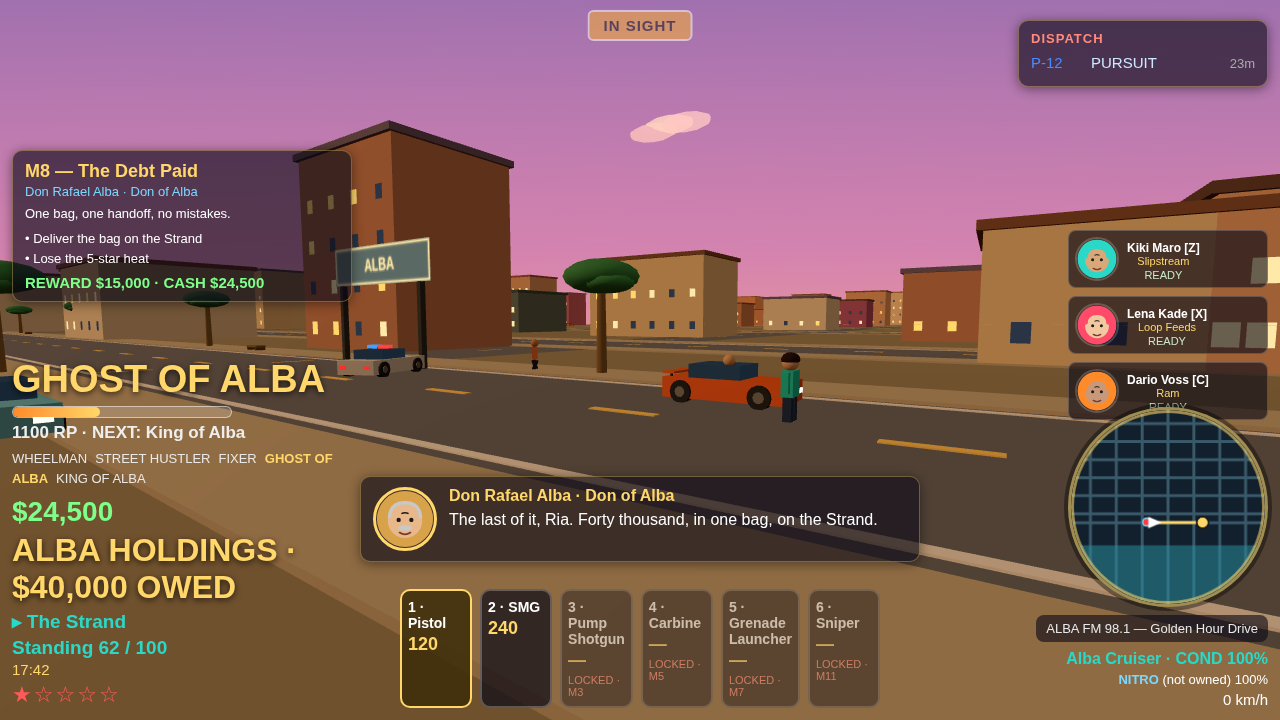 IN SIGHT
DISPATCH
P-12 PURSUIT 23m
M8 — The Debt Paid
Don Rafael Alba · Don of Alba
One bag, one handoff, no mistakes.
• Deliver the bag on the Strand
• Lose the 5-star heat
REWARD $15,000 · CASH $24,500
ALBA
Kiki Maro [Z]
Slipstream
READY
Lena Kade [X]
Loop Feeds
READY
Dario Voss [C]
Ram
READY
GHOST OF ALBA
1100 RP · NEXT: King of Alba
WHEELMAN STREET HUSTLER FIXER GHOST OF
ALBA KING OF ALBA
$24,500
ALBA HOLDINGS ·
$40,000 OWED
▸ The Strand
Standing 62 / 100
17:42
★☆☆☆☆
Don Rafael Alba · Don of Alba
The last of it, Ria. Forty thousand, in one bag, on the Strand.
1 ·
Pistol
120
2 · SMG
240
3 ·
Pump
Shotgun
—
LOCKED ·
M3
4 ·
Carbine
—
LOCKED ·
M5
5 ·
Grenade
Launcher
—
LOCKED ·
M7
6 ·
Sniper
—
LOCKED ·
M11
ALBA FM 98.1 — Golden Hour Drive
Alba Cruiser · COND 100%
NITRO (not owned) 100%
0 km/h